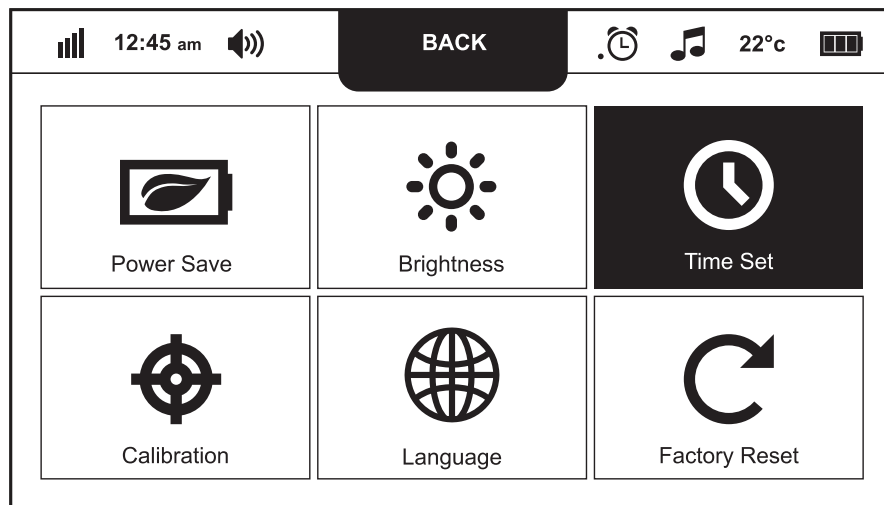 12:45 am
BACK
22°c
Power Save
Brightness
Time Set
Calibration
Language
Factory Reset